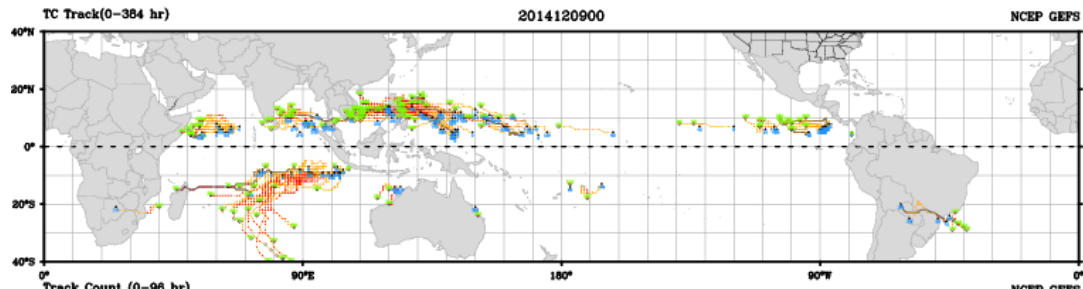 TC Track(0-384 hr) 2014120900 NCEP GEFS
40°N
20°N
0°
20°S
40°S
0° 90°E 180° 90°W 0°
Track Count (0-96 hr) NCEP GEFS